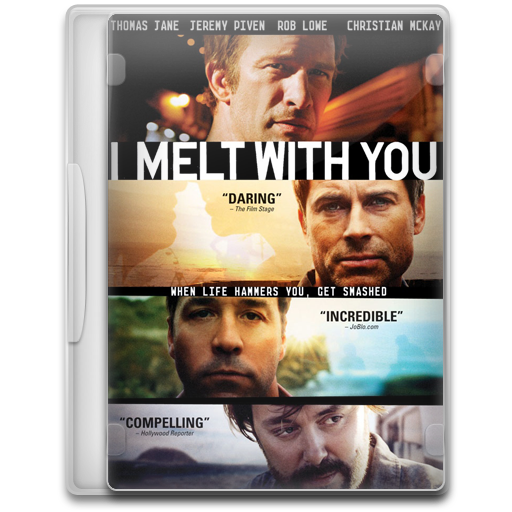 THOMAS JANE JEREMY PIVEN ROB LOWE CHRISTIAN MCKAY
I MELT WITH YOU
"DARING"
– The Film Stage
WHEN LIFE HAMMERS YOU, GET SMASHED
"INCREDIBLE"
– JoBlo.com
"COMPELLING"
– Hollywood Reporter